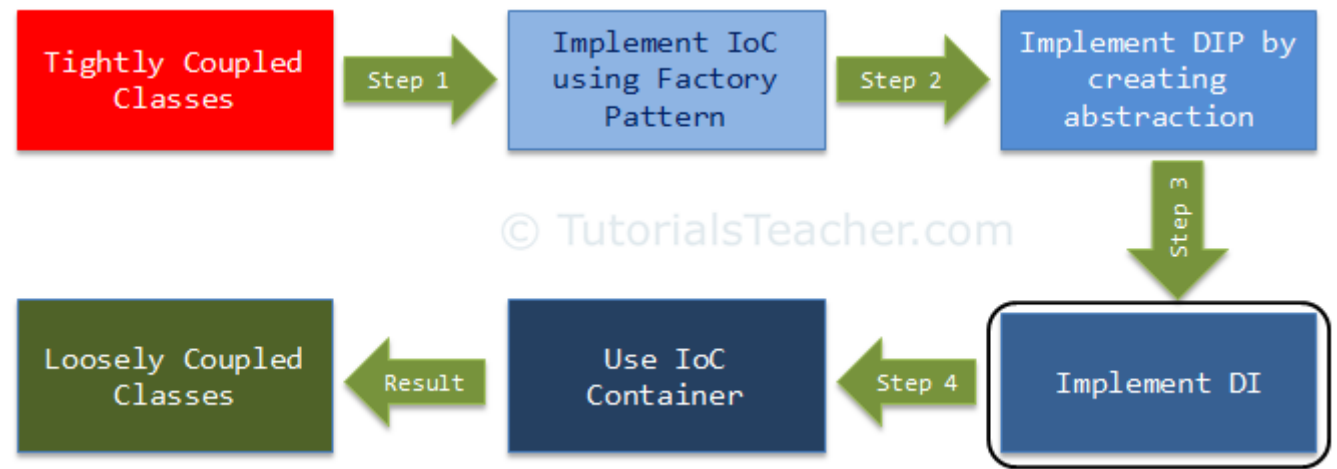 Tightly Coupled
Classes
Step 1
Implement IoC
using Factory
Pattern
Step 2
Implement DIP by
creating
abstraction
Step 3
© TutorialsTeacher.com
Loosely Coupled
Classes
Result
Use IoC
Container
Step 4
Implement DI